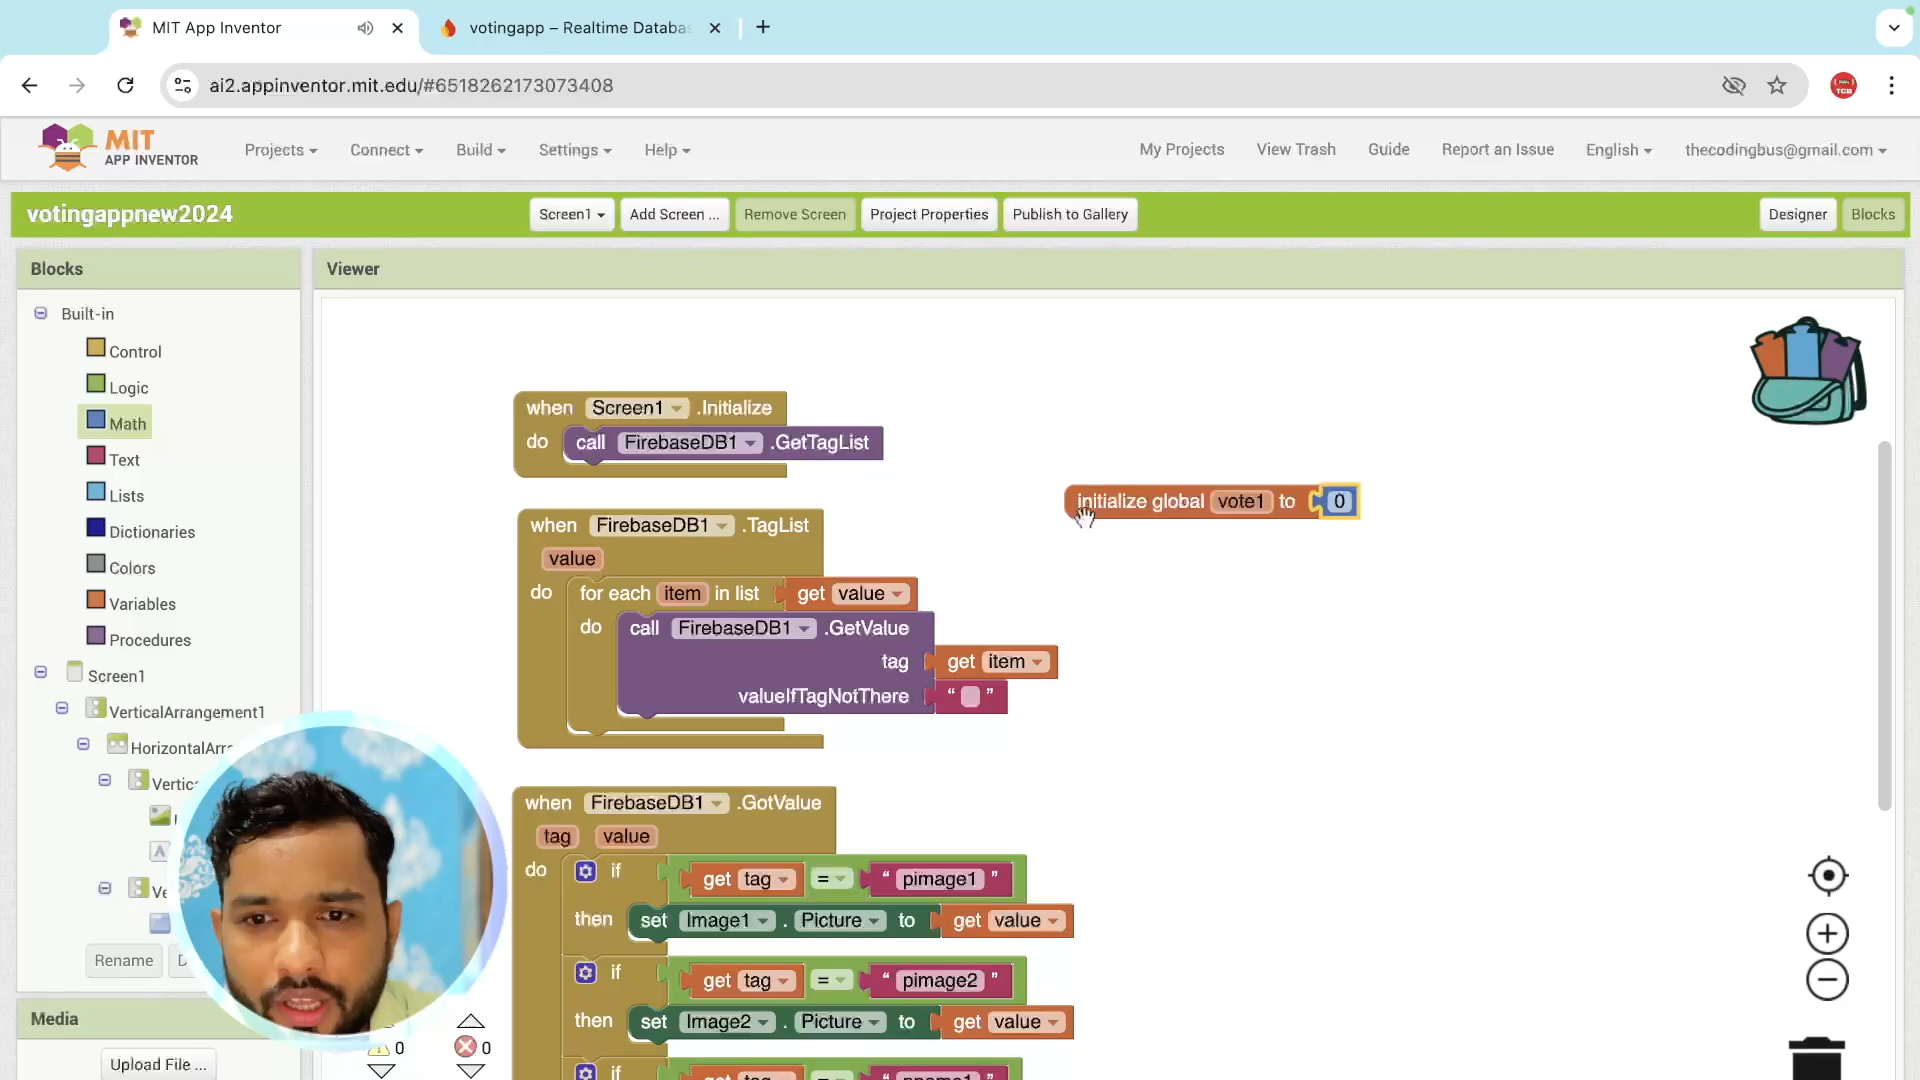 MIT App Inventor
votingapp – Realtime Databas
ai2.appinventor.mit.edu/#6518262173073408
MIT
APP INVENTOR
Projects
Connect
Build
Settings
Help
My Projects
View Trash
Guide
Report an Issue
English
thecodingbus@gmail.com
votingappnew2024
Screen1
Add Screen ...
Remove Screen
Project Properties
Publish to Gallery
Designer
Blocks
Blocks
Viewer
Built-in
Control
Logic
Math
Text
Lists
Dictionaries
Colors
Variables
Procedures
Screen1
VerticalArrangement1
HorizontalArra
Vertic
Ve
Rename
D
Media
Upload File ...
when Screen1 .Initialize
do call FirebaseDB1 .GetTagList
initialize global vote1 to 0
when FirebaseDB1 .TagList
value
do for each item in list get value
do call FirebaseDB1 .GetValue
tag get item
valueIfTagNotThere “ ”
when FirebaseDB1 .GotValue
tag value
do if get tag = “ pimage1 ”
then set Image1 . Picture to get value
if get tag = “ pimage2 ”
then set Image2 . Picture to get value
if get tag = “ pname1 ”
0
0